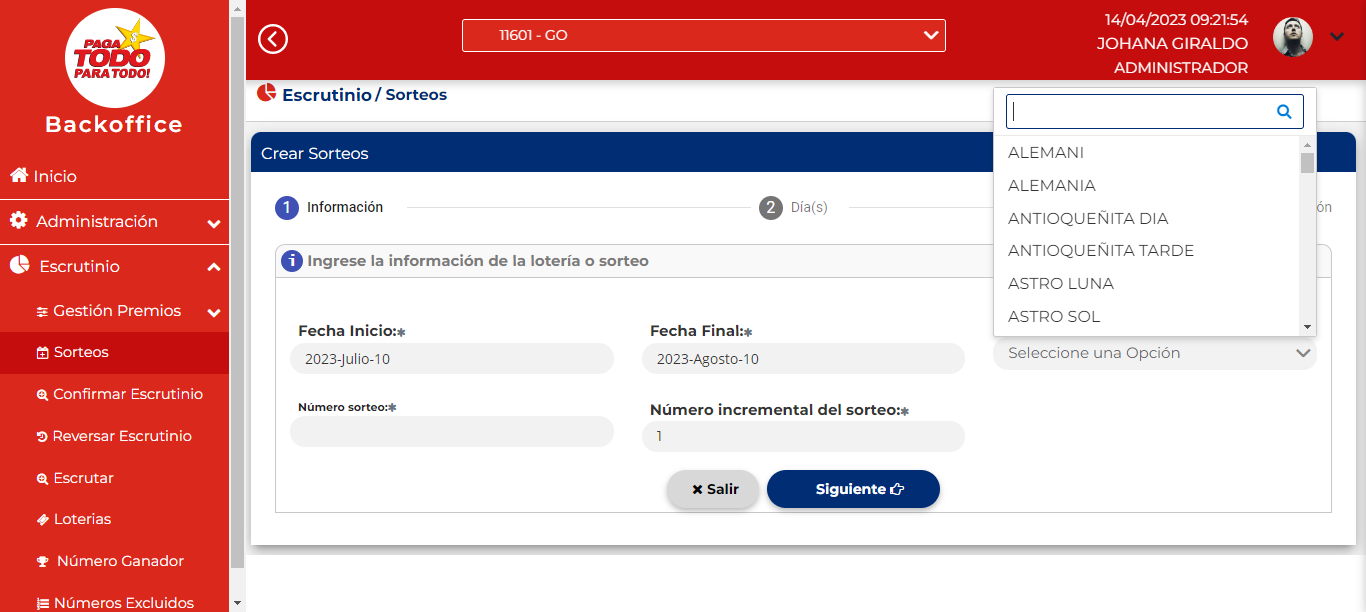 PAGA
TODO
PARA TODO!
Backoffice
Inicio
Administración
Escrutinio
Gestión Premios
Sorteos
Confirmar Escrutinio
Reversar Escrutinio
Escrutar
Loterias
Número Ganador
Números Excluidos
11601 - GO
14/04/2023 09:21:54
JOHANA GIRALDO
ADMINISTRADOR
Escrutinio / Sorteos
Crear Sorteos
1 Información
2 Día(s)
ón
i Ingrese la información de la lotería o sorteo
Fecha Inicio:*
2023-Julio-10
Fecha Final:*
2023-Agosto-10
ALEMANI
ALEMANIA
ANTIOQUEÑITA DIA
ANTIOQUEÑITA TARDE
ASTRO LUNA
ASTRO SOL
Seleccione una Opción
Número sorteo:*
Número incremental del sorteo:*
1
Salir
Siguiente